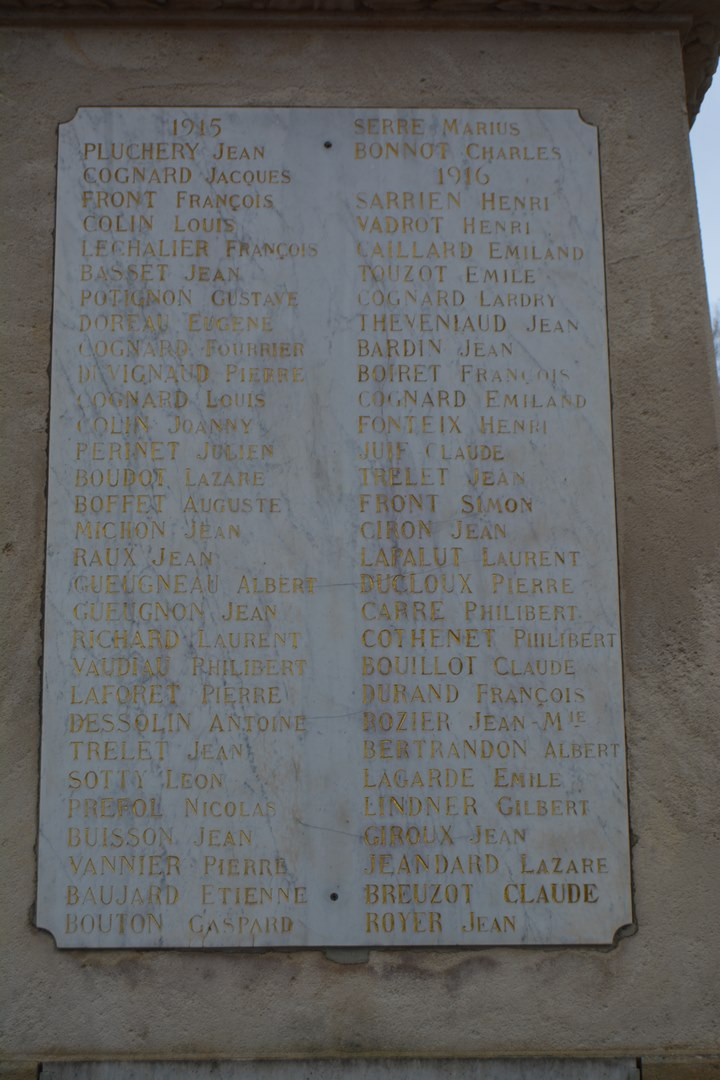 1915
PLUCHERY JEAN
COGNARD JACQUES
FRONT FRANÇOIS
COLIN LOUIS
LECHALIER FRANÇOIS
BASSET JEAN
POTIGNON GUSTAVE
DOREAU EUGENE
COGNARD FOURRIER
DUVIGNAUD PIERRE
COGNARD LOUIS
COLIN JOANNY
PERINET JULIEN
BOUDOT LAZARE
BOFFET AUGUSTE
MICHON JEAN
RAUX JEAN
GUEUGNEAU ALBERT
GUEUGNON JEAN
RICHARD LAURENT
VAUDIAU PHILIBERT
LAFORET PIERRE
DESSOLIN ANTOINE
TRELET JEAN
SOTTY LEON
PREFOL NICOLAS
BUISSON JEAN
VANNIER PIERRE
BAUJARD ETIENNE
BOUTON GASPARD
SERRE MARIUS
BONNOT CHARLES
1916
SARRIEN HENRI
VADROT HENRI
CAILLARD EMILAND
TOUZOT EMILE
COGNARD LARDRY
THEVENIAUD JEAN
BARDIN JEAN
BOIRET FRANÇOIS
COGNARD EMILAND
FONTEIX HENRI
JUIF CLAUDE
TRELET JEAN
FRONT SIMON
CIRON JEAN
LAPALUT LAURENT
DUCLOUX PIERRE
CARRE PHILIBERT
COTHENET PHILIBERT
BOUILLOT CLAUDE
DURAND FRANÇOIS
ROZIER JEAN-MIE
BERTRANDON ALBERT
LAGARDE EMILE
LINDNER GILBERT
GIROUX JEAN
JEANDARD LAZARE
BREUZOT CLAUDE
ROYER JEAN